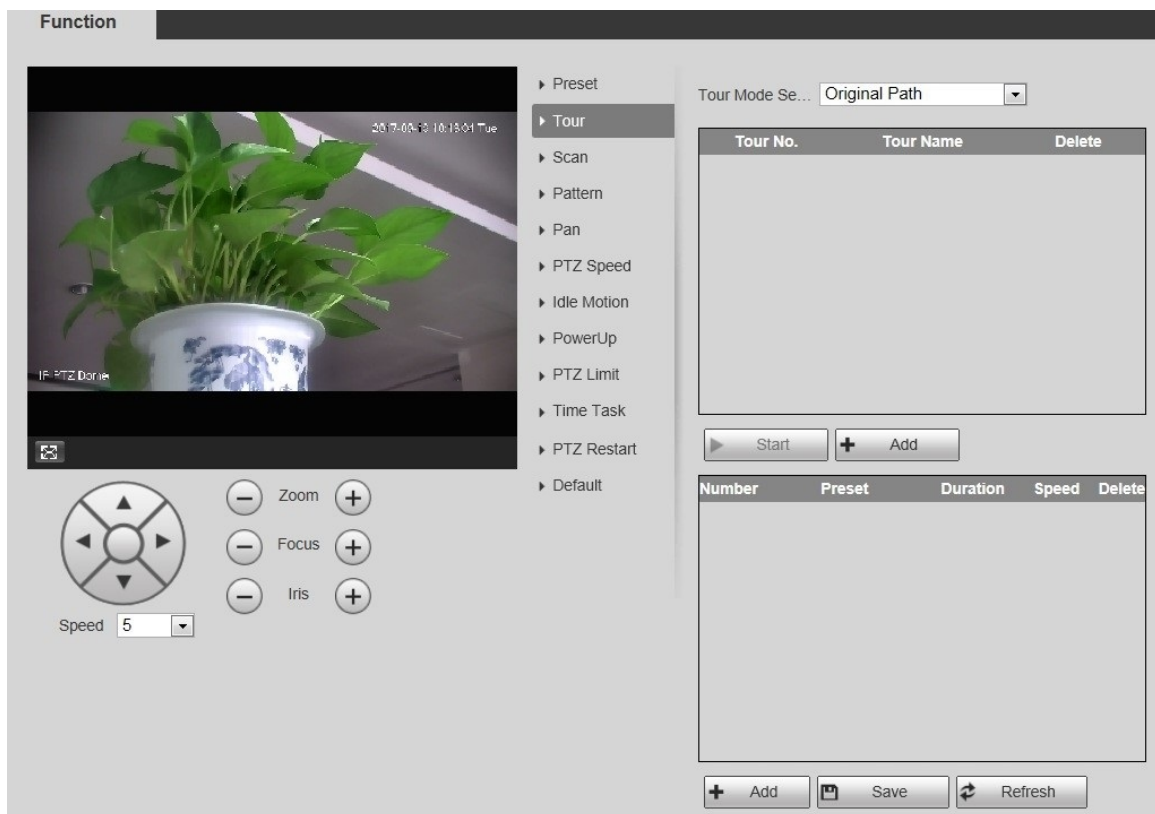 Function
Tue
Preset
Tour
Scan
Pattern
Pan
PTZ Speed
Idle Motion
PowerUp
PTZ Limit
Time Task
PTZ Restart
Default
Tour Mode Se... Original Path
Tour No. Tour Name Delete
Start Add
Number Preset Duration Speed Delete
Add Save Refresh
IP PTZ Dome
Zoom
Focus
Iris
Speed 5